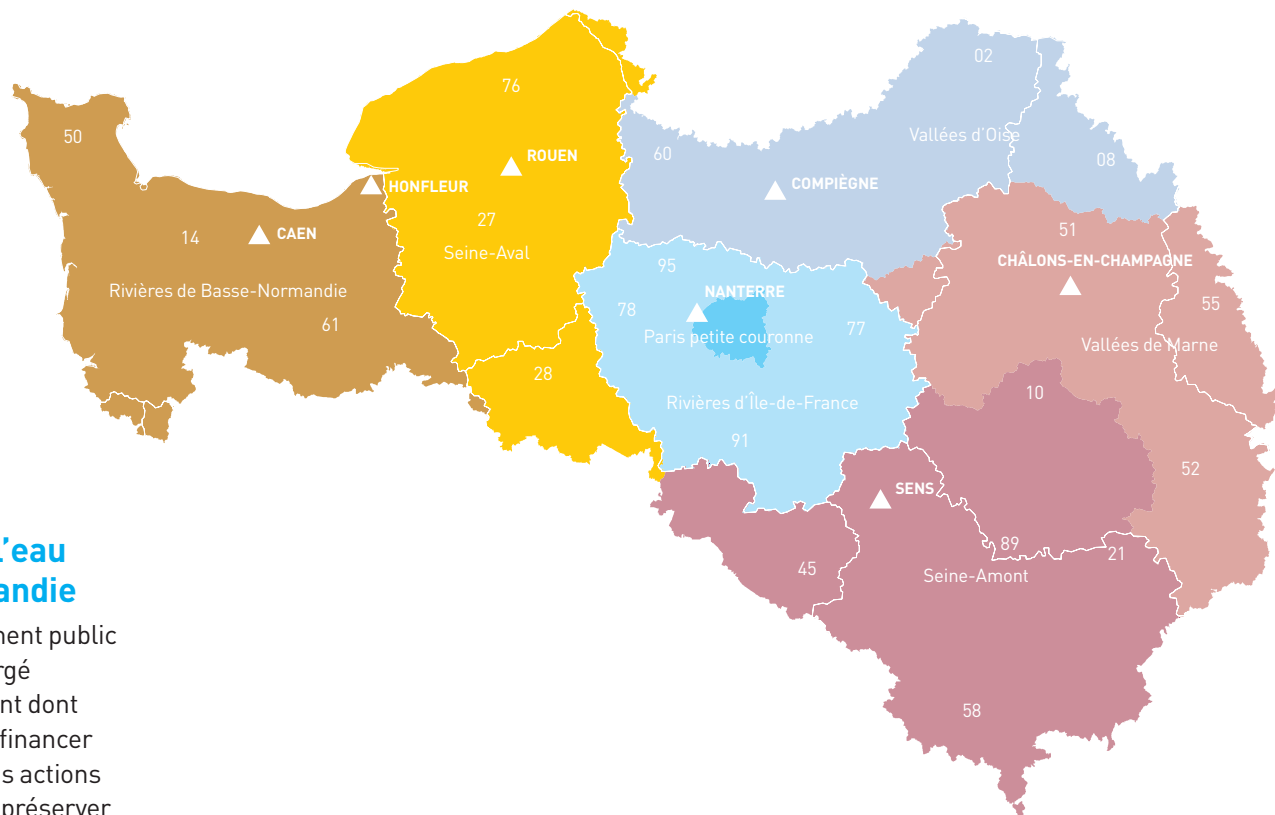 02
76
50
Vallées d'Oise
60
ROUEN
08
COMPIÈGNE
HONFLEUR
27
51
14
CAEN
Seine-Aval
CHÂLONS-EN-CHAMPAGNE
95
Rivières de Basse-Normandie
NANTERRE
55
78
61
77
Paris petite couronne
Vallées de Marne
28
10
Rivières d'Île-de-France
91
52
SENS
89
21
45
Seine-Amont
58
l'eau
andie
ment public
rgé
nt dont
financer
s actions
préserver